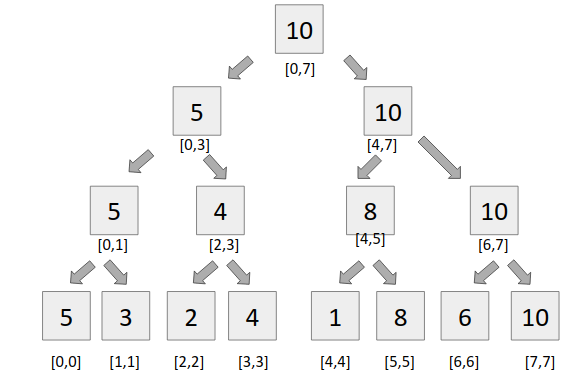 10
[0,7]
5 10
[0,3] [4,7]
5 4 8 10
[0,1] [2,3] [4,5] [6,7]
5 3 2 4 1 8 6 10
[0,0] [1,1] [2,2] [3,3] [4,4] [5,5] [6,6] [7,7]